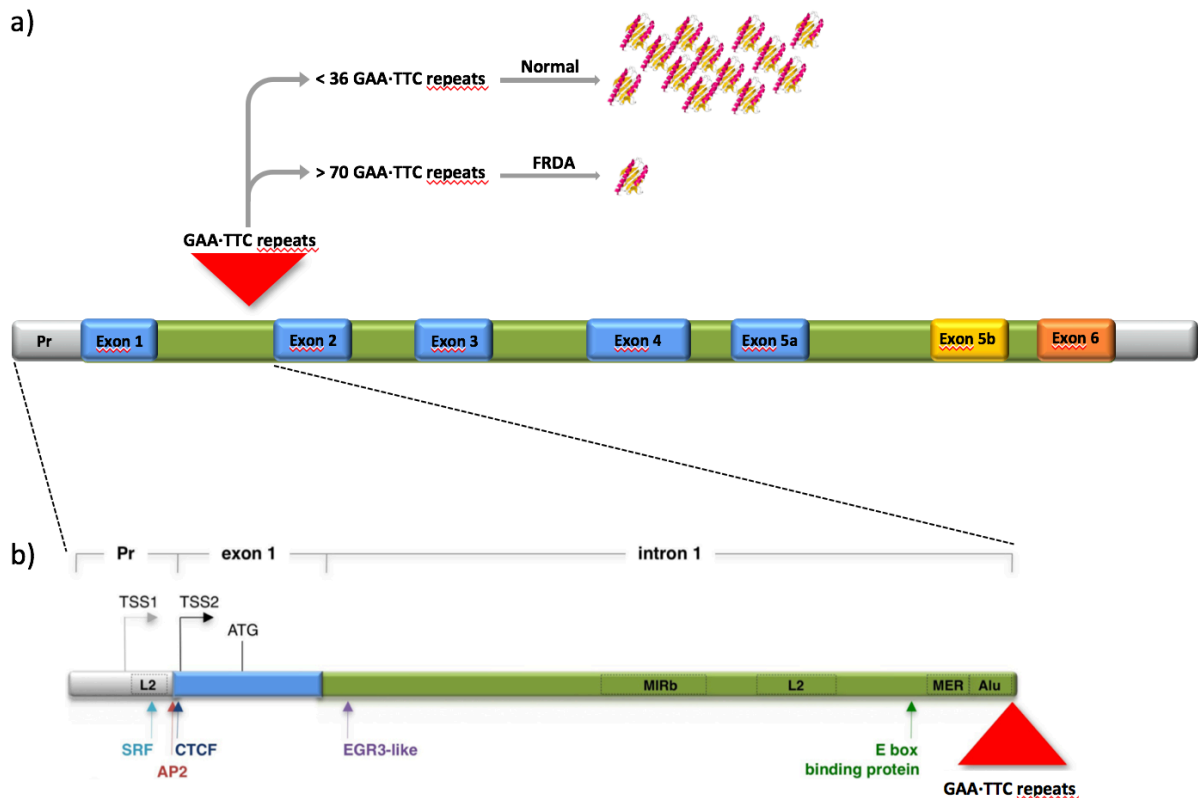 a)
< 36 GAA·TTC repeats
Normal
> 70 GAA·TTC repeats
FRDA
GAA·TTC repeats
Pr
Exon 1
Exon 2
Exon 3
Exon 4
Exon 5a
Exon 5b
Exon 6
b)
Pr
exon 1
intron 1
TSS1
TSS2
ATG
L2
MIRb
L2
MER
Alu
SRF
CTCF
AP2
EGR3-like
E box
binding protein
GAA·TTC repeats